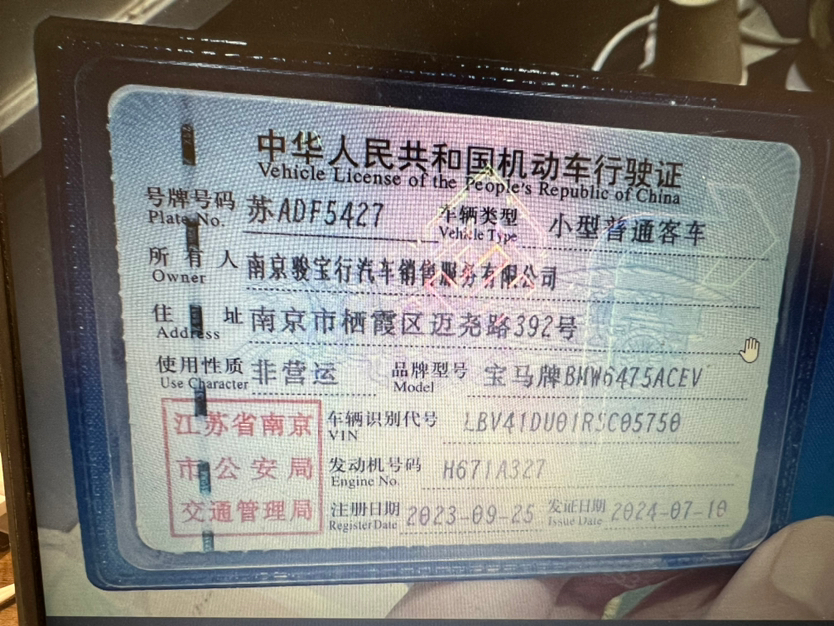 中华人民共和国机动车行驶证
Vehicle License of the People's Republic of China
号牌号码 苏ADF5427 车辆类型 小型普通客车
Plate No. Vehicle Type
所有人 南京骏宝行汽车销售服务有限公司
Owner
住址 南京市栖霞区迈尧路392号
Address
使用性质 非营运 品牌型号 宝马牌BMW6475ACEV
Use Character Model
江苏省南京
市公安局
交通管理局
车辆识别代号 LBV41DU01RSC05750
VIN
发动机号码 H671A327
Engine No.
注册日期 2023-09-25 发证日期 2024-07-10
Register Date Issue Date